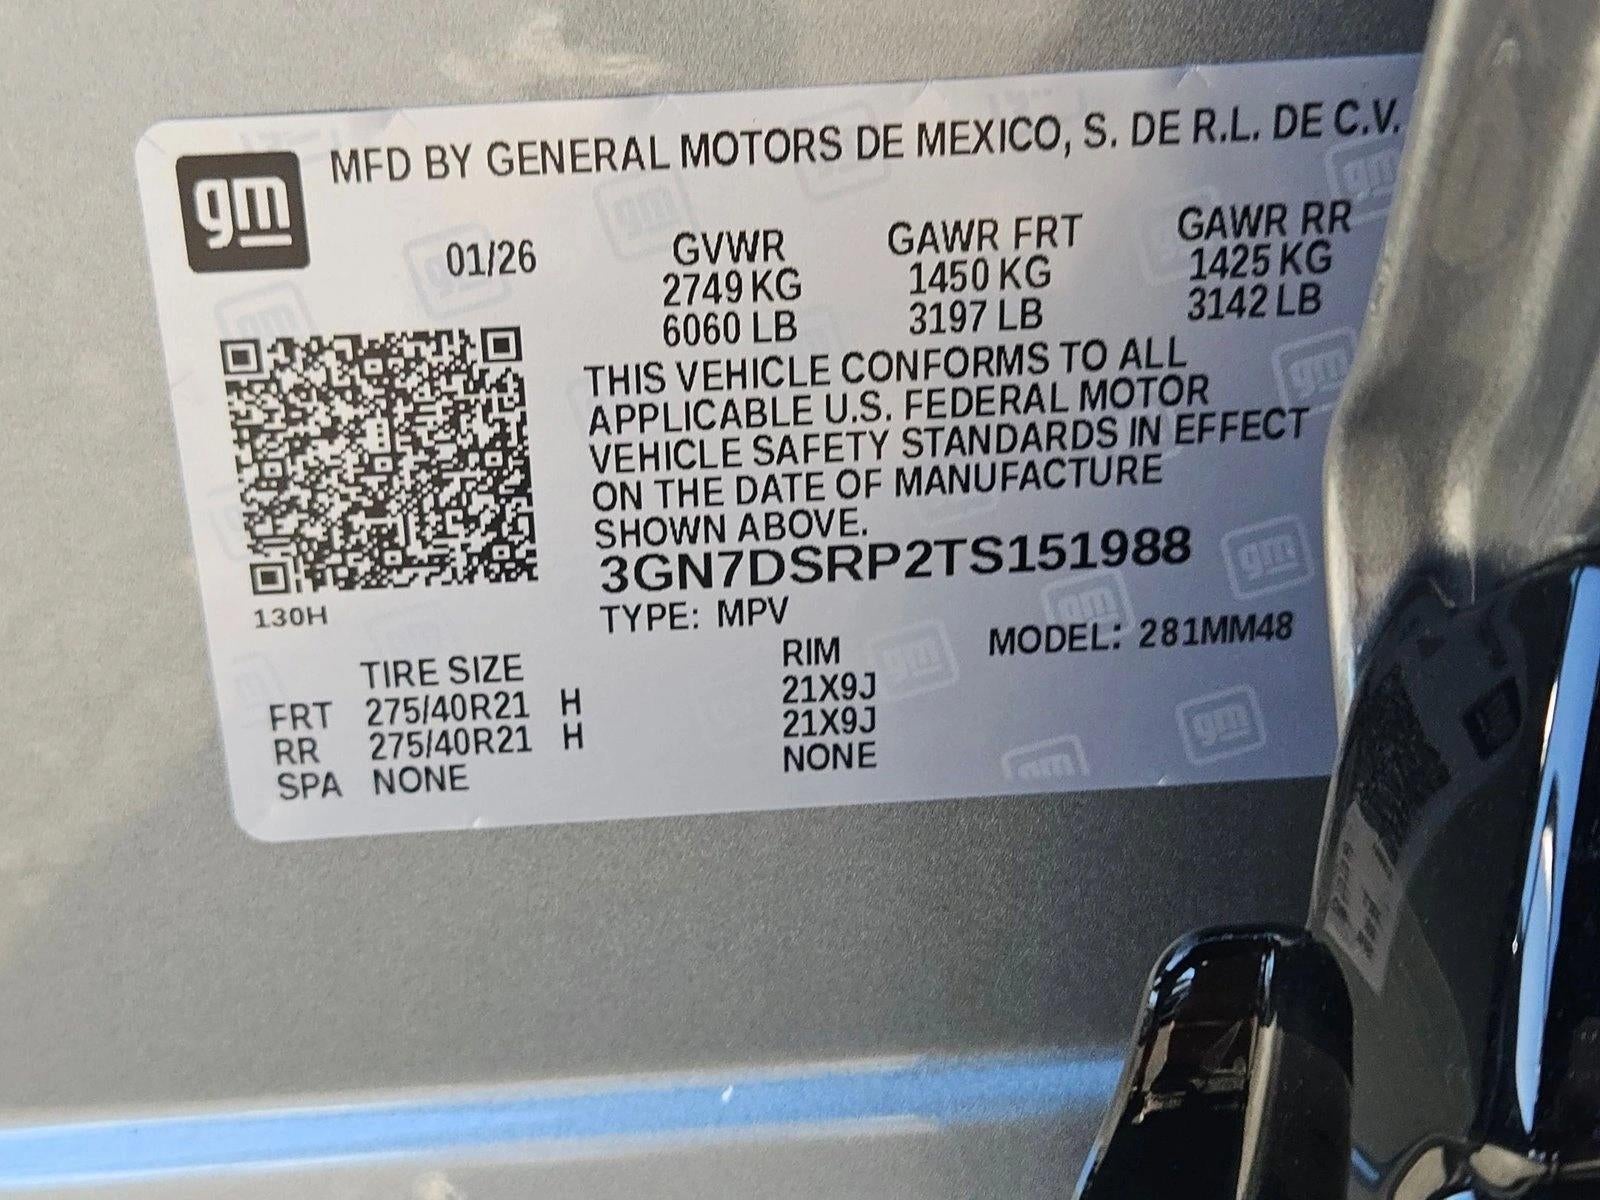 gm MFD BY GENERAL MOTORS DE MEXICO, S. DE R.L. DE C.V.
01/26 GVWR GAWR FRT GAWR RR
2749 KG 1450 KG 1425 KG
6060 LB 3197 LB 3142 LB
THIS VEHICLE CONFORMS TO ALL
APPLICABLE U.S. FEDERAL MOTOR
VEHICLE SAFETY STANDARDS IN EFFECT
ON THE DATE OF MANUFACTURE
SHOWN ABOVE.
3GN7DSRP2TS151988
130H
TYPE: MPV
MODEL: 281MM48
TIRE SIZE RIM
FRT 275/40R21 H 21X9J
RR 275/40R21 H 21X9J
SPA NONE NONE